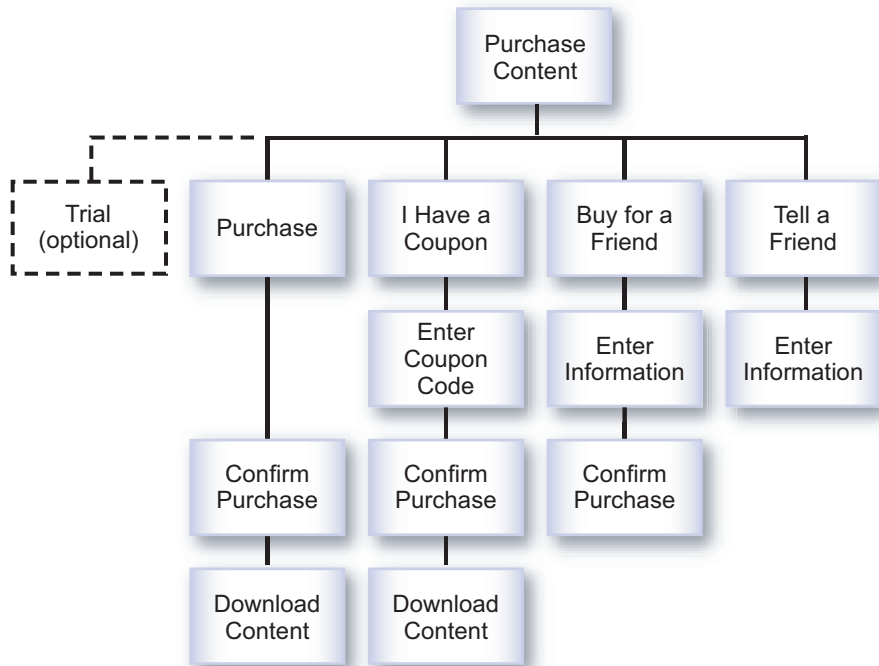 Purchase
Content
Trial
(optional)
Purchase
I Have a
Coupon
Buy for a
Friend
Tell a
Friend
Enter
Coupon
Code
Enter
Information
Enter
Information
Confirm
Purchase
Confirm
Purchase
Confirm
Purchase
Download
Content
Download
Content